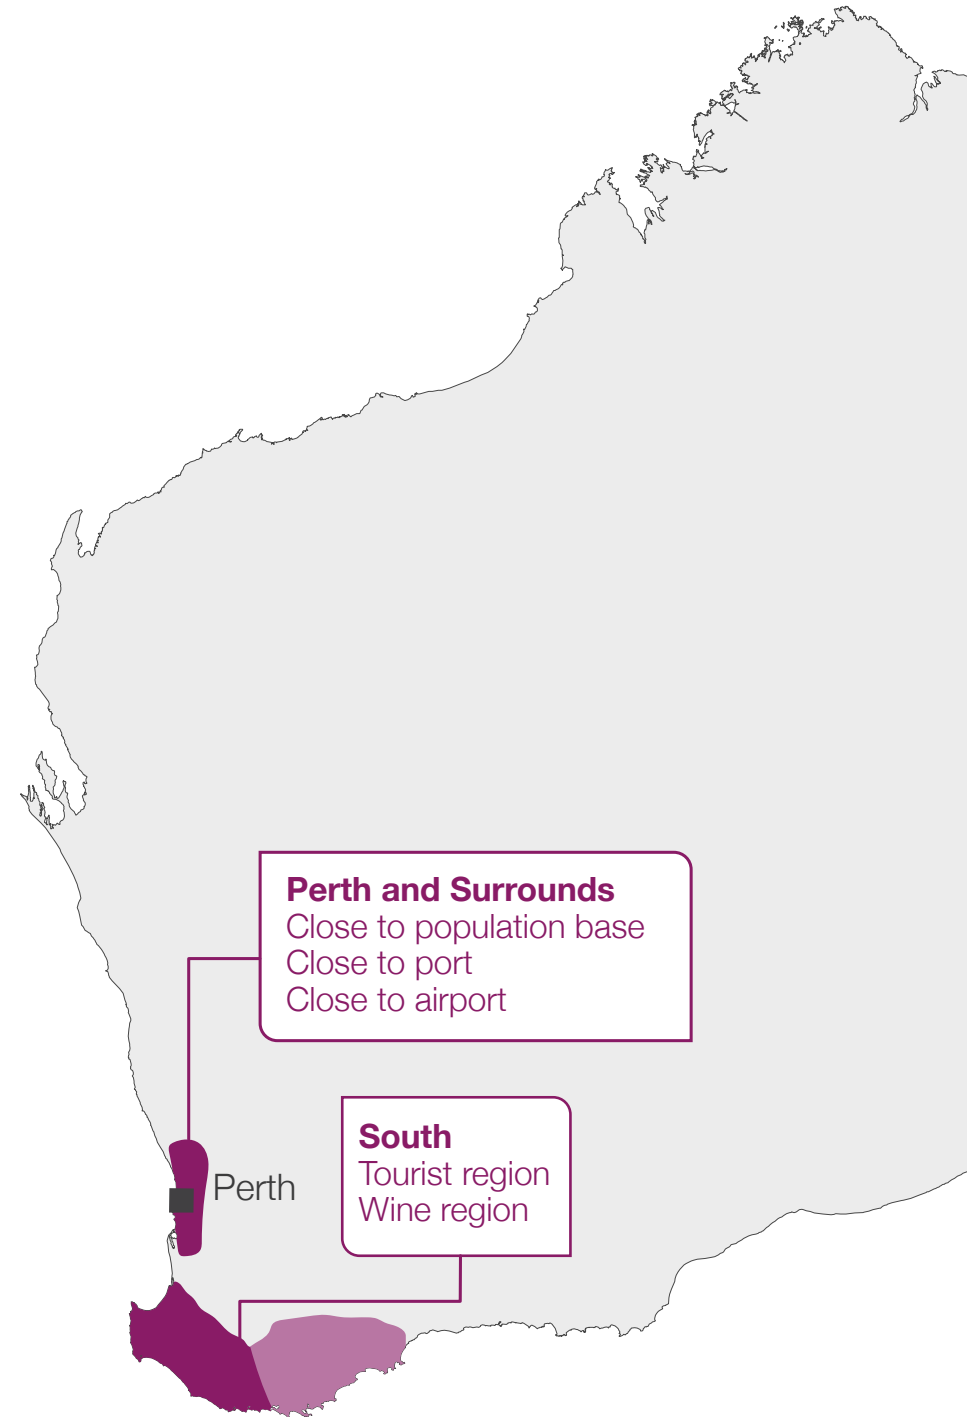 Perth and Surrounds
Close to population base
Close to port
Close to airport
South
Tourist region
Wine region
Perth